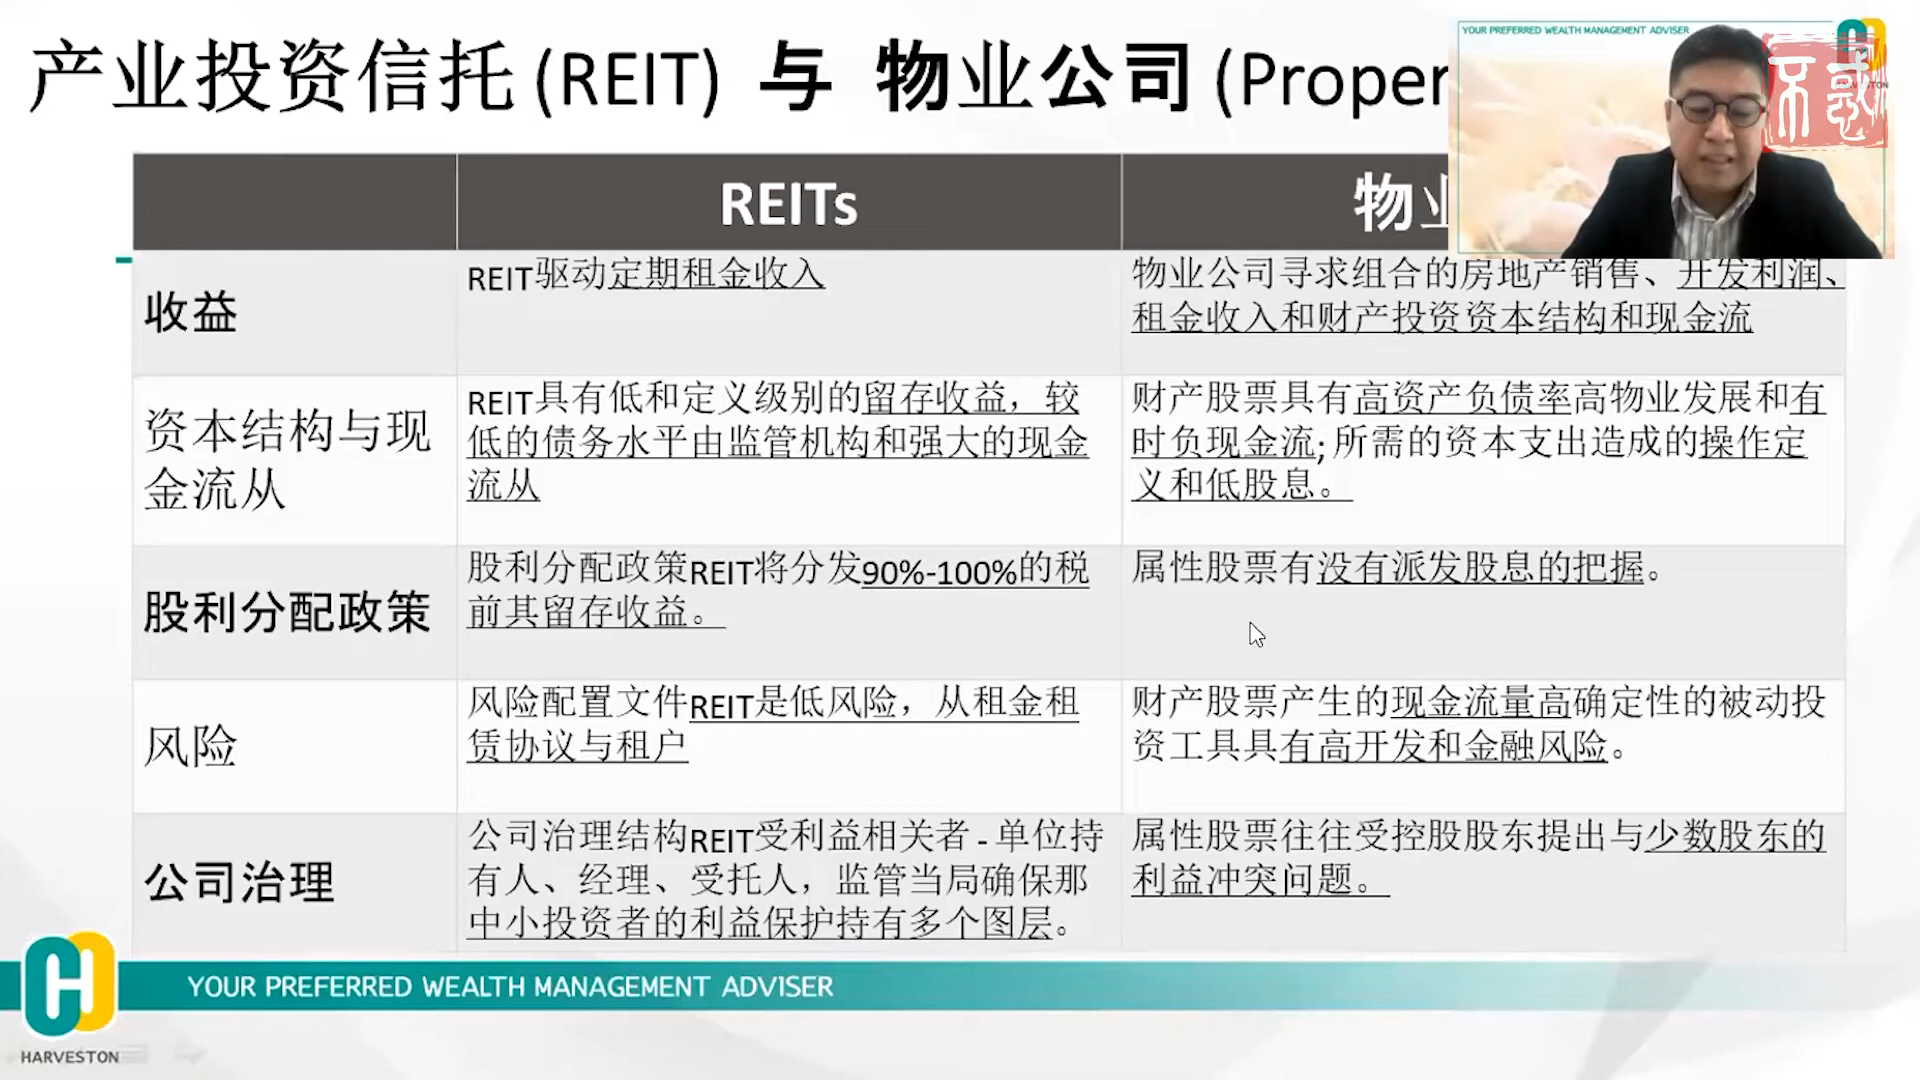 产业投资信托 (REIT) 与 物业公司 (Proper
YOUR PREFERRED WEALTH MANAGEMENT ADVISER
不惑
REITs
物业
收益
REIT驱动定期租金收入
物业公司寻求组合的房地产销售、开发利润、
租金收入和财产投资资本结构和现金流
资本结构与现
金流从
REIT具有低和定义级别的留存收益，较
低的债务水平由监管机构和强大的现金
流从
财产股票具有高资产负债率高物业发展和有
时负现金流; 所需的资本支出造成的操作定
义和低股息。
股利分配政策
股利分配政策REIT将分发90%-100%的税
前其留存收益。
属性股票有没有派发股息的把握。
风险
风险配置文件REIT是低风险，从租金租
赁协议与租户
财产股票产生的现金流量高确定性的被动投
资工具具有高开发和金融风险。
公司治理
公司治理结构REIT受利益相关者 - 单位持
有人、经理、受托人，监管当局确保那
中小投资者的利益保护持有多个图层。
属性股票往往受控股股东提出与少数股东的
利益冲突问题。
YOUR PREFERRED WEALTH MANAGEMENT ADVISER
HARVESTON